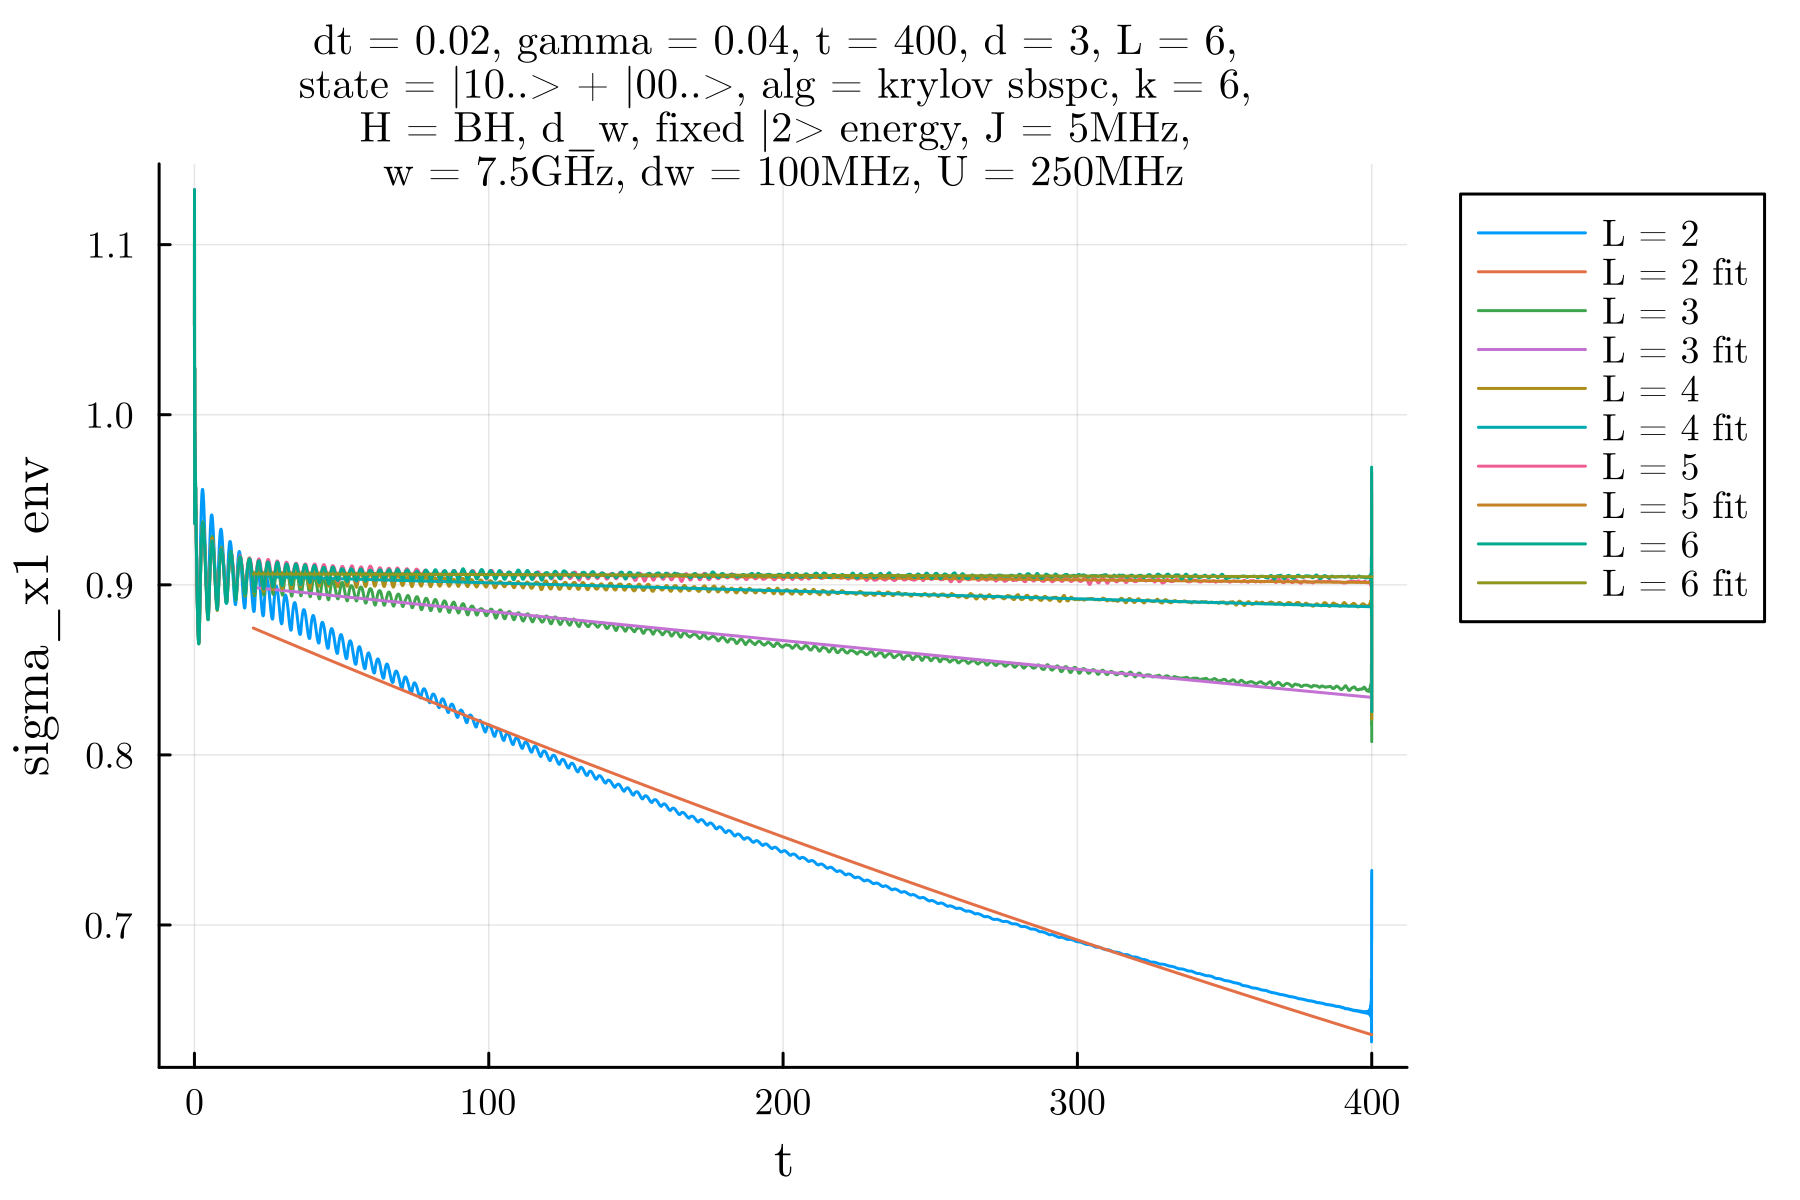 dt = 0.02, gamma = 0.04, t = 400, d = 3, L = 6,
state = |10..> + |00..>, alg = krylov sbspc, k = 6,
H = BH, d_w, fixed |2> energy, J = 5MHz,
w = 7.5GHz, dw = 100MHz, U = 250MHz
sigma_x1 env
1.1
1.0
0.9
0.8
0.7
0
100
200
300
400
t
L = 2
L = 2 fit
L = 3
L = 3 fit
L = 4
L = 4 fit
L = 5
L = 5 fit
L = 6
L = 6 fit